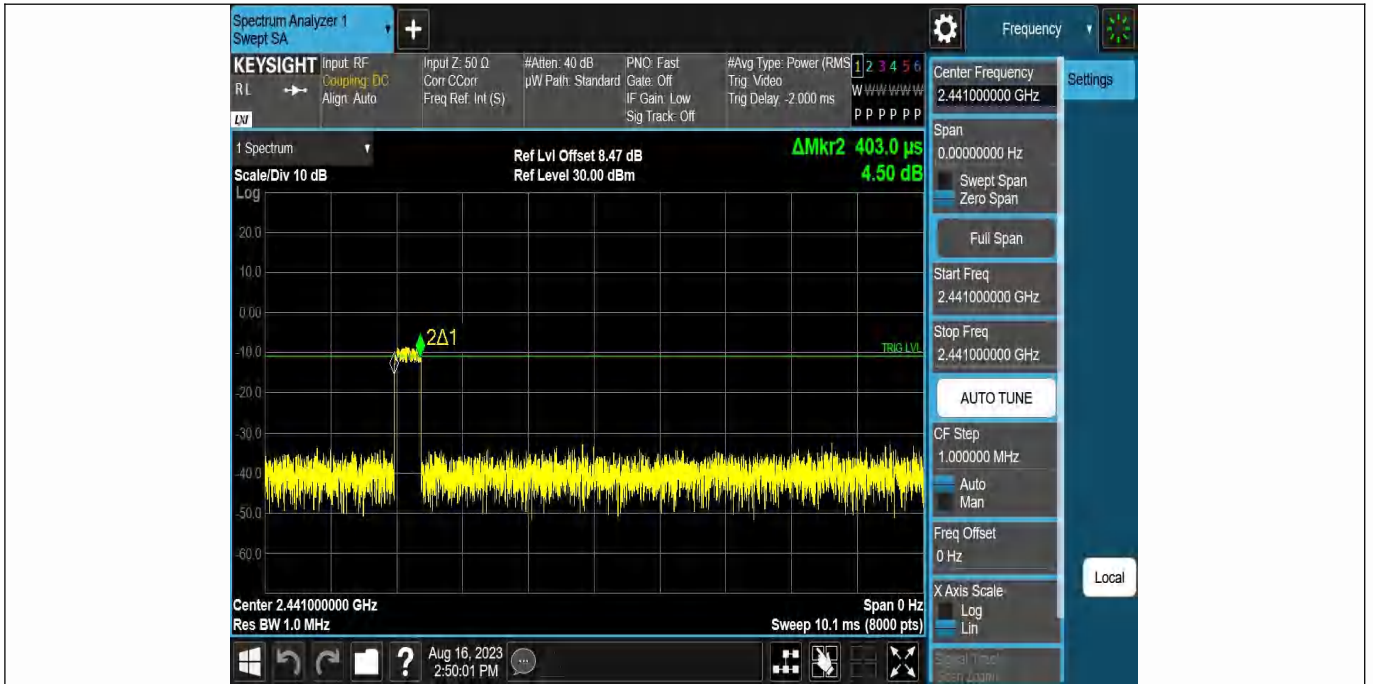 Spectrum Analyzer 1
Swept SA
+
Frequency
KEYSIGHT
R L
LXI
Input: RF
Coupling: DC
Align: Auto
Input Z: 50 Ω
Corr CCorr
Freq Ref: Int (S)
#Atten: 40 dB
µW Path: Standard
PNO: Fast
Gate: Off
IF Gain: Low
Sig Track: Off
#Avg Type: Power (RMS
Trig: Video
Trig Delay: -2.000 ms
1 2 3 4 5 6
W W W W W W
P P P P P P
Center Frequency
2.441000000 GHz
Settings
1 Spectrum
Scale/Div 10 dB
Ref Lvl Offset 8.47 dB
Ref Level 30.00 dBm
ΔMkr2 403.0 µs
4.50 dB
Log
20.0
10.0
0.00
-10.0
-20.0
-30.0
-40.0
-50.0
-60.0
2Δ1
TRIG LVL
Center 2.441000000 GHz
Res BW 1.0 MHz
Span 0 Hz
Sweep 10.1 ms (8000 pts)
Span
0.00000000 Hz
Swept Span
Zero Span
Full Span
Start Freq
2.441000000 GHz
Stop Freq
2.441000000 GHz
AUTO TUNE
CF Step
1.000000 MHz
Auto
Man
Freq Offset
0 Hz
X Axis Scale
Log
Lin
Signal Track
Local
?
Aug 16, 2023
2:50:01 PM